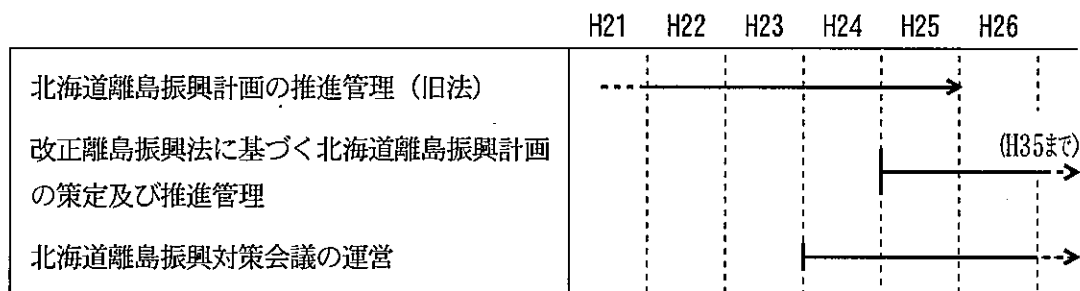 H21 H22 H23 H24 H25 H26
北海道離島振興計画の推進管理（旧法）
改正離島振興法に基づく北海道離島振興計画
(H35まで)
の策定及び推進管理
北海道離島振興対策会議の運営